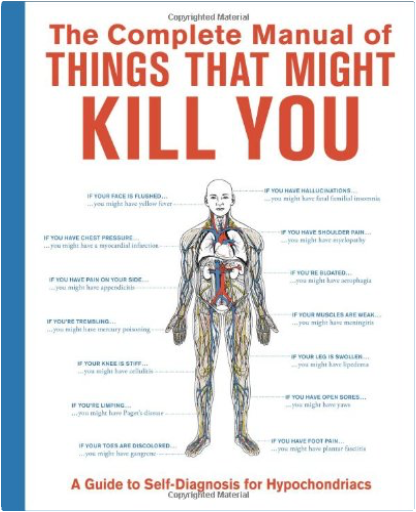 Copyrighted Material
The Complete Manual of
THINGS THAT MIGHT
KILL YOU
IF YOUR FACE IS FLUSHED...
...you might have yellow fever
IF YOU HAVE HALLUCINATIONS...
...you might have fatal familial insomnia
IF YOU HAVE CHEST PRESSURE...
...you might have a myocardial infarction
IF YOU HAVE SHOULDER PAIN...
...you might have myelopathy
IF YOU HAVE PAIN ON YOUR SIDE...
...you might have appendicitis
IF YOU'RE BLOATED...
...you might have aerophagia
IF YOU'RE TREMBLING...
...you might have mercury poisoning
IF YOUR MUSCLES ARE WEAK...
...you might have meningitis
IF YOUR KNEE IS STIFF...
...you might have cellulitis
IF YOUR LEG IS SWOLLEN...
...you might have lipedema
IF YOU'RE LIMPING...
...you might have Paget's disease
IF YOU HAVE OPEN SORES...
...you might have yaws
IF YOUR TOES ARE DISCOLORED...
...you might have gangrene
IF YOU HAVE FOOT PAIN...
...you might have plantar fasciitis
A Guide to Self-Diagnosis for Hypochondriacs
Copyrighted Material